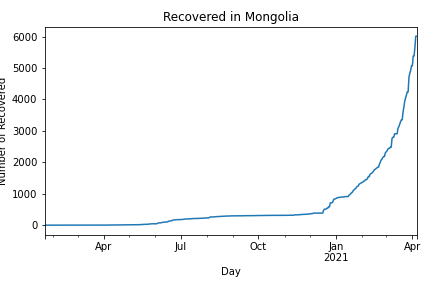 Recovered in Mongolia
Number of Recovered
6000
5000
4000
3000
2000
1000
0
Apr
Jul
Oct
Jan
2021
Apr
Day